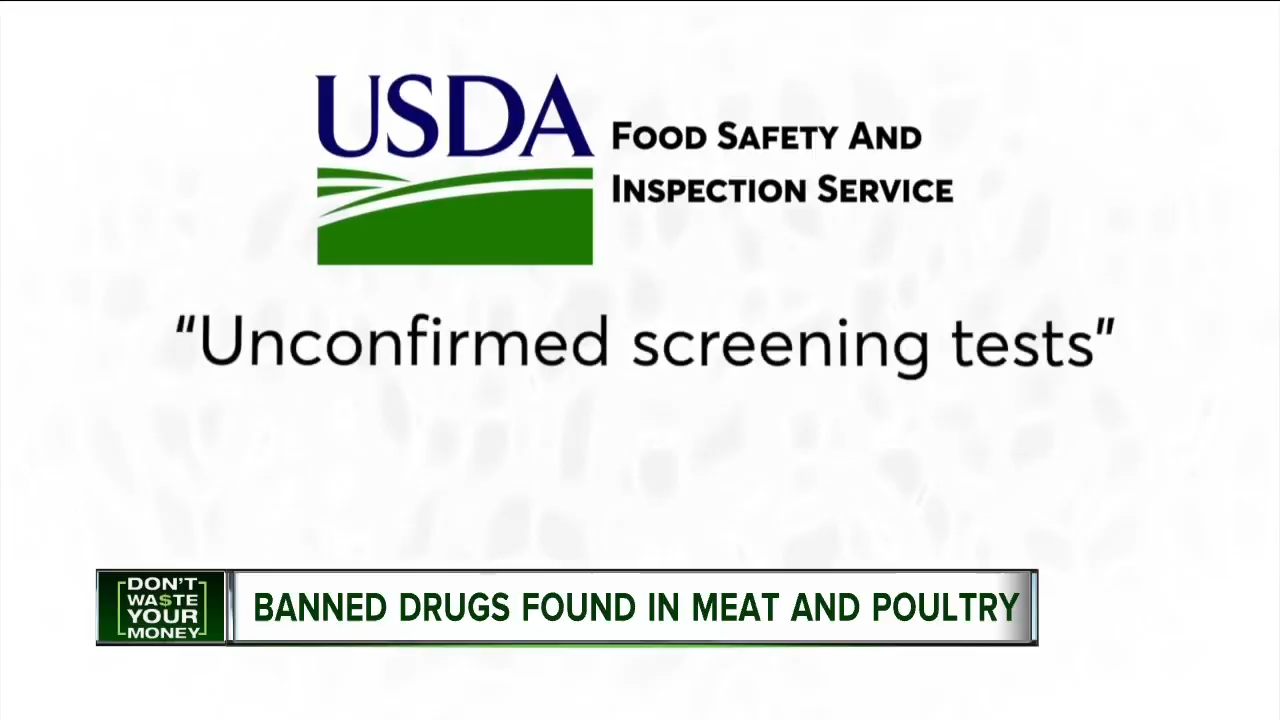 USDA
FOOD SAFETY AND
INSPECTION SERVICE
“Unconfirmed screening tests”
DON'T
WA$TE
YOUR
MONEY
BANNED DRUGS FOUND IN MEAT AND POULTRY